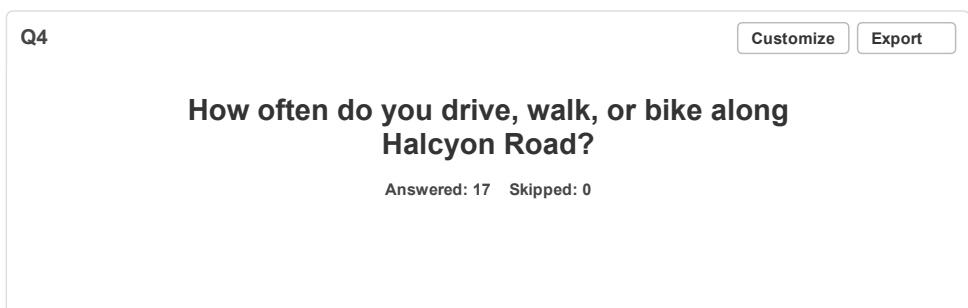 Q4
Customize
Export
How often do you drive, walk, or bike along
Halcyon Road?
Answered: 17 Skipped: 0